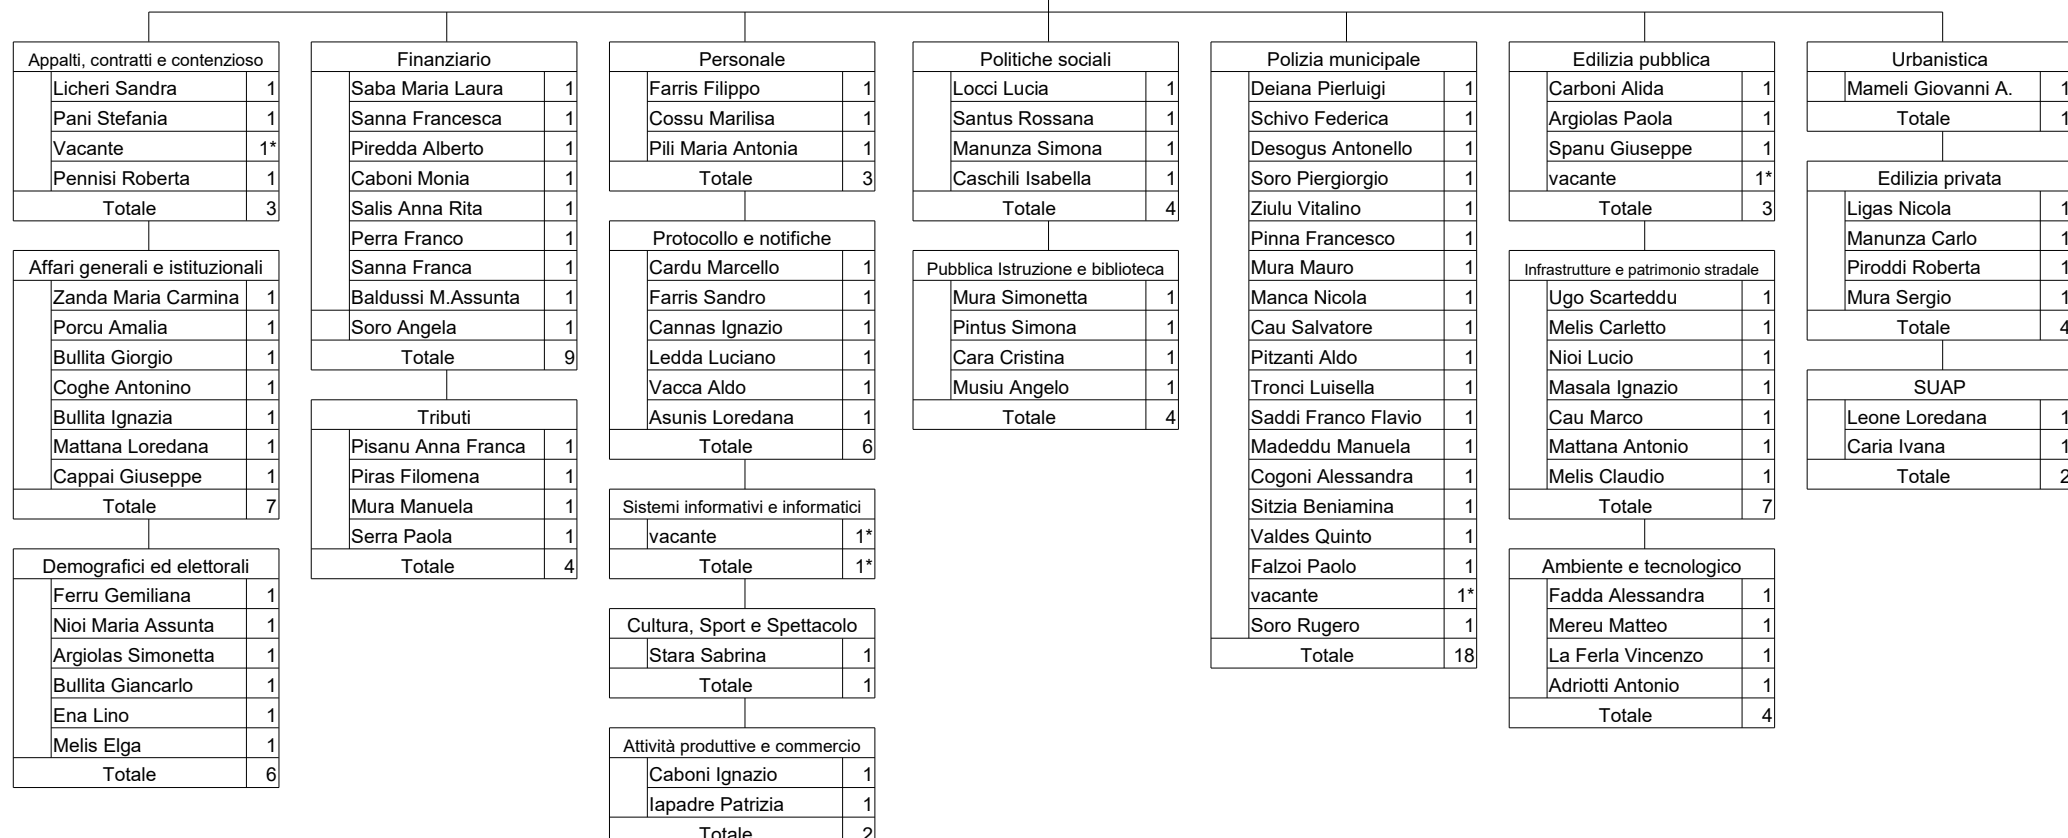 Appalti, contratti e contenzioso
Licheri Sandra 1
Pani Stefania 1
Vacante 1*
Pennisi Roberta 1
Totale 3
Affari generali e istituzionali
Zanda Maria Carmina 1
Porcu Amalia 1
Bullita Giorgio 1
Coghe Antonino 1
Bullita Ignazia 1
Mattana Loredana 1
Cappai Giuseppe 1
Totale 7
Demografici ed elettorali
Ferru Gemiliana 1
Nioi Maria Assunta 1
Argiolas Simonetta 1
Bullita Giancarlo 1
Ena Lino 1
Melis Elga 1
Totale 6
Finanziario
Saba Maria Laura 1
Sanna Francesca 1
Piredda Alberto 1
Caboni Monia 1
Salis Anna Rita 1
Perra Franco 1
Sanna Franca 1
Baldussi M.Assunta 1
Soro Angela 1
Totale 9
Tributi
Pisanu Anna Franca 1
Piras Filomena 1
Mura Manuela 1
Serra Paola 1
Totale 4
Personale
Farris Filippo 1
Cossu Marilisa 1
Pili Maria Antonia 1
Totale 3
Protocollo e notifiche
Cardu Marcello 1
Farris Sandro 1
Cannas Ignazio 1
Ledda Luciano 1
Vacca Aldo 1
Asunis Loredana 1
Totale 6
Sistemi informativi e informatici
vacante 1*
Totale 1*
Cultura, Sport e Spettacolo
Stara Sabrina 1
Totale 1
Attività produttive e commercio
Caboni Ignazio 1
Iapadre Patrizia 1
Totale 2
Politiche sociali
Locci Lucia 1
Santus Rossana 1
Manunza Simona 1
Caschili Isabella 1
Totale 4
Pubblica Istruzione e biblioteca
Mura Simonetta 1
Pintus Simona 1
Cara Cristina 1
Musiu Angelo 1
Totale 4
Polizia municipale
Deiana Pierluigi 1
Schivo Federica 1
Desogus Antonello 1
Soro Piergiorgio 1
Ziulu Vitalino 1
Pinna Francesco 1
Mura Mauro 1
Manca Nicola 1
Cau Salvatore 1
Pitzanti Aldo 1
Tronci Luisella 1
Saddi Franco Flavio 1
Madeddu Manuela 1
Cogoni Alessandra 1
Sitzia Beniamina 1
Valdes Quinto 1
Falzoi Paolo 1
vacante 1*
Soro Rugero 1
Totale 18
Edilizia pubblica
Carboni Alida 1
Argiolas Paola 1
Spanu Giuseppe 1
vacante 1*
Totale 3
Infrastrutture e patrimonio stradale
Ugo Scarteddu 1
Melis Carletto 1
Nioi Lucio 1
Masala Ignazio 1
Cau Marco 1
Mattana Antonio 1
Melis Claudio 1
Totale 7
Ambiente e tecnologico
Fadda Alessandra 1
Mereu Matteo 1
La Ferla Vincenzo 1
Adriotti Antonio 1
Totale 4
Urbanistica
Mameli Giovanni A. 1
Totale 1
Edilizia privata
Ligas Nicola 1
Manunza Carlo 1
Piroddi Roberta 1
Mura Sergio 1
Totale 4
SUAP
Leone Loredana 1
Caria Ivana 1
Totale 2